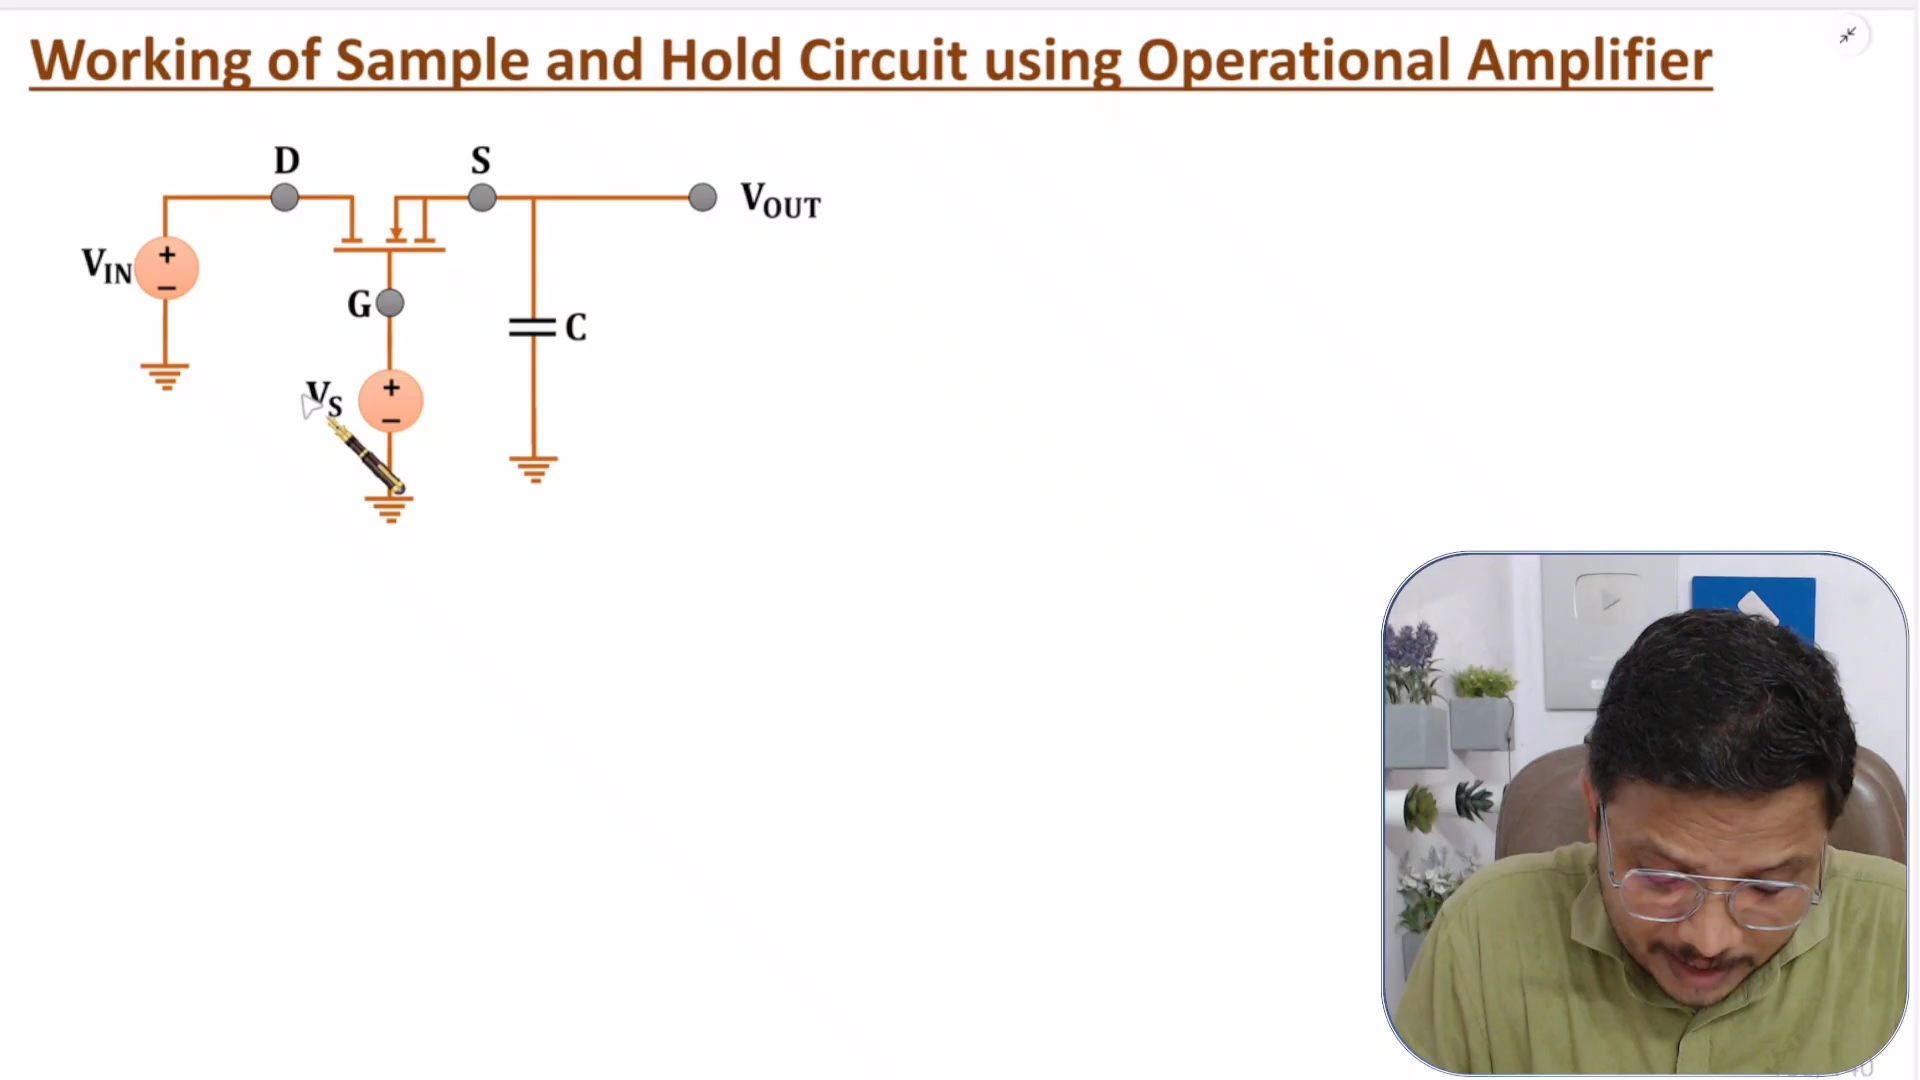 Working of Sample and Hold Circuit using Operational Amplifier
D
S
VOUT
VIN
+
−
G
C
VS
+
−